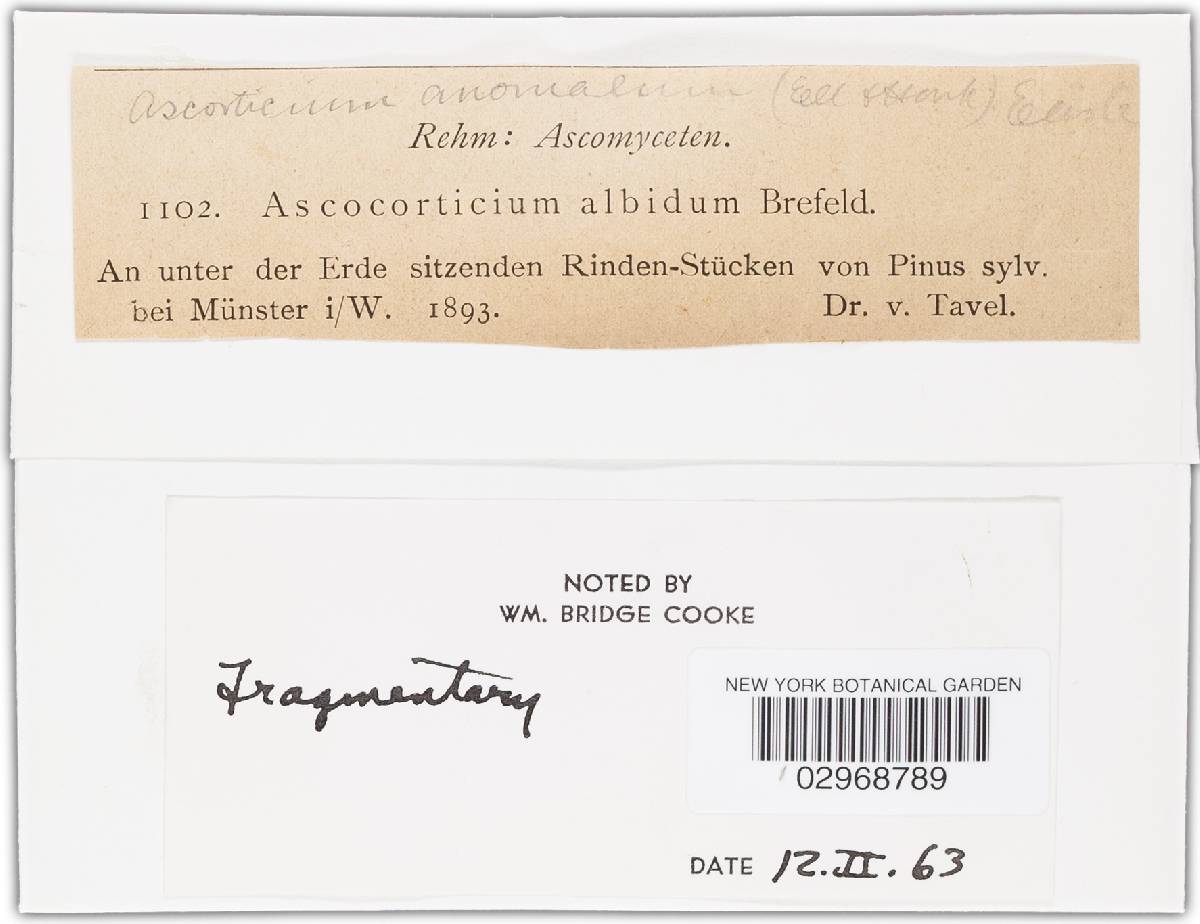 Ascorticium anomalum (Ell & Hark)
Rehm: Ascomyceten.
1102. Ascocorticium albidum Brefeld.
An unter der Erde sitzenden Rinden-Stücken von Pinus sylv.
bei Münster i/W. 1893. Dr. v. Tavel.
NOTED BY
WM. BRIDGE COOKE
Fragmentary
NEW YORK BOTANICAL GARDEN
02968789
DATE 12.II.63